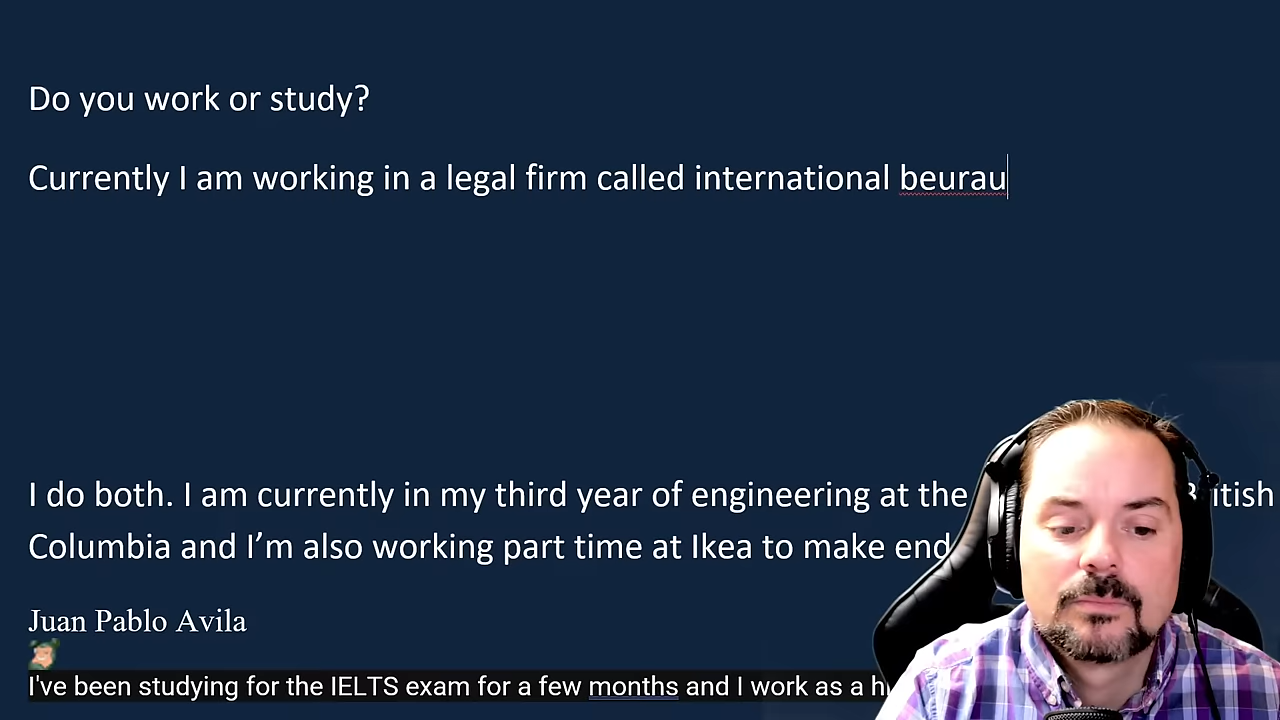 Do you work or study?
Currently I am working in a legal firm called international beurau
I do both. I am currently in my third year of engineering at the British
Columbia and I’m also working part time at Ikea to make
Juan Pablo Avila
I've been studying for the IELTS exam for a few months and I work as a